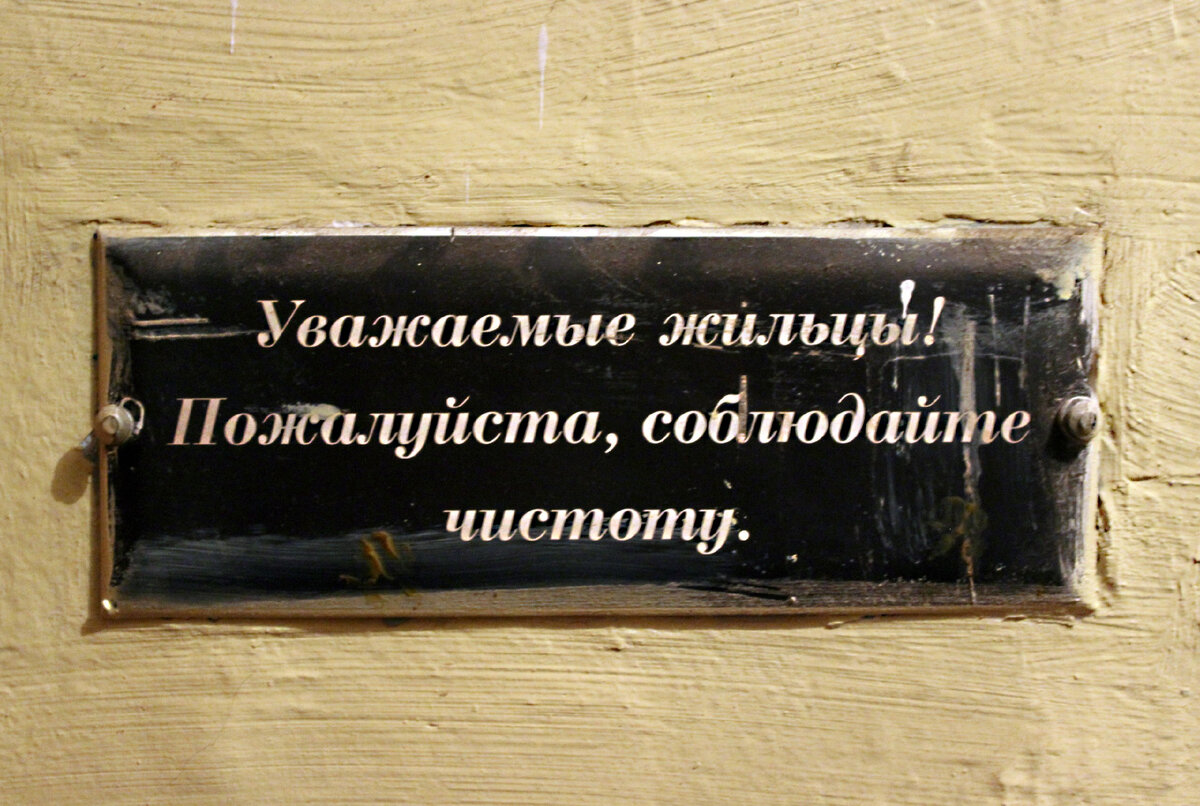 Уважаемые жильцы!
Пожалуйста, соблюдайте
чистоту.